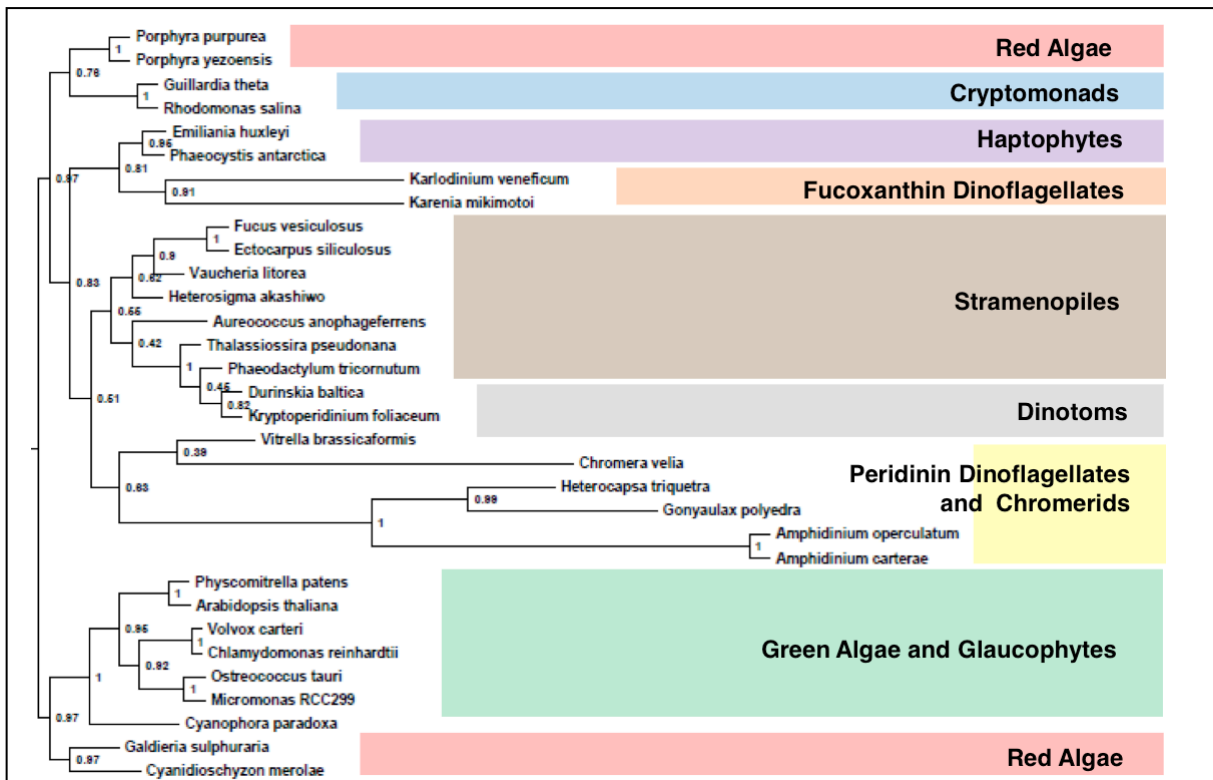 Porphyra purpurea
1
Porphyra yezoensis
Red Algae
0.76
Guillardia theta
1
Rhodomonas salina
Cryptomonads
Emiliania huxleyi
0.95
Phaeocystis antarctica
Haptophytes
0.97
0.81
Karlodinium veneficum
0.91
Karenia mikimotoi
Fucoxanthin Dinoflagellates
Fucus vesiculosus
1
Ectocarpus siliculosus
0.9
Vaucheria litorea
0.62
0.83
Heterosigma akashiwo
Stramenopiles
Aureococcus anophageferrens
0.42
Thalassiossira pseudonana
1
Phaeodactylum tricornutum
0.45
Durinskia baltica
0.82
Kryptoperidinium foliaceum
Dinotoms
0.51
Vitrella brassicaformis
0.39
Chromera velia
Peridinin Dinoflagellates
and Chromerids
0.63
Heterocapsa triquetra
0.99
Gonyaulax polyedra
1
Amphidinium operculatum
1
Amphidinium carterae
Physcomitrella patens
1
Arabidopsis thaliana
0.95
Volvox carteri
1
Chlamydomonas reinhardtii
Green Algae and Glaucophytes
0.92
Ostreococcus tauri
1
1
Micromonas RCC299
0.97
Cyanophora paradoxa
Galdieria sulphuraria
0.97
Cyanidioschyzon merolae
Red Algae